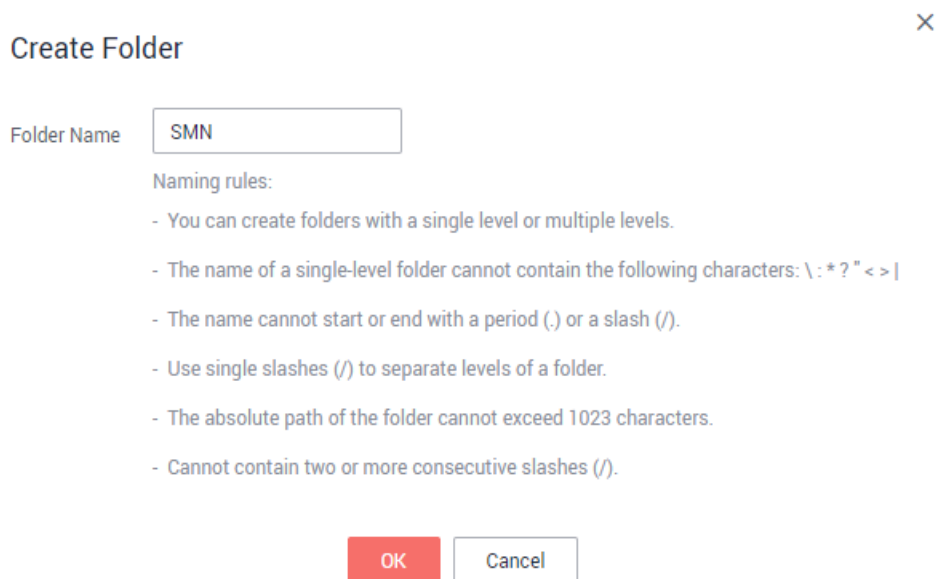 Create Folder
Folder Name SMN
Naming rules:
- You can create folders with a single level or multiple levels.
- The name of a single-level folder cannot contain the following characters: \ : * ? " < > |
- The name cannot start or end with a period (.) or a slash (/).
- Use single slashes (/) to separate levels of a folder.
- The absolute path of the folder cannot exceed 1023 characters.
- Cannot contain two or more consecutive slashes (/).
OK Cancel